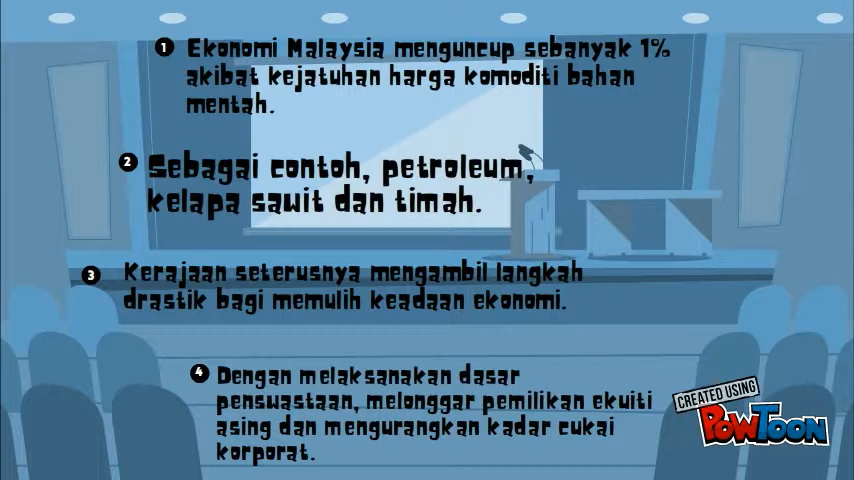 1 Ekonomi Malaysia menguncup sebanyak 1%
akibat kejatuhan harga komoditi bahan
mentah.
2 Sebagai contoh, petroleum,
kelapa sawit dan timah.
3 Kerajaan seterusnya mengambil langkah
drastik bagi memulih keadaan ekonomi.
4 Dengan melaksanakan dasar
penswastaan, melonggar pemilikan ekuiti
asing dan mengurangkan kadar cukai
korporat.
CREATED USING
POWTOON